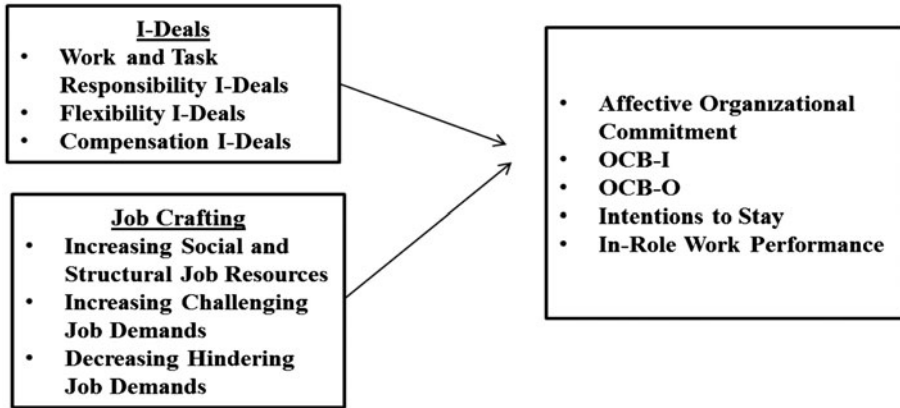 I-Deals
• Work and Task
Responsibility I-Deals
• Flexibility I-Deals
• Compensation I-Deals
Job Crafting
• Increasing Social and
Structural Job Resources
• Increasing Challenging
Job Demands
• Decreasing Hindering
Job Demands
• Affective Organızational
Commitment
• OCB-I
• OCB-O
• Intentions to Stay
• In-Role Work Performance